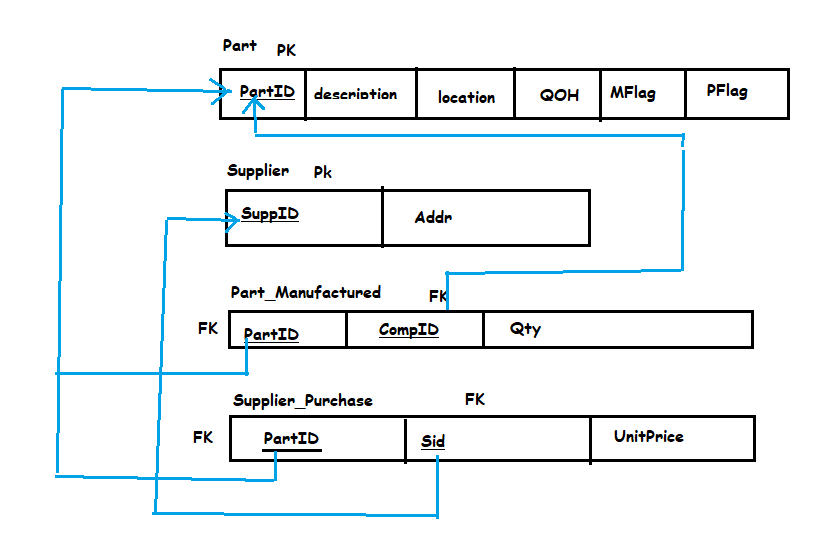 Part PK
PartID description location QOH MFlag PFlag
Supplier Pk
SuppID Addr
Part_Manufactured FK
FK PartID CompID Qty
Supplier_Purchase FK
FK PartID Sid UnitPrice